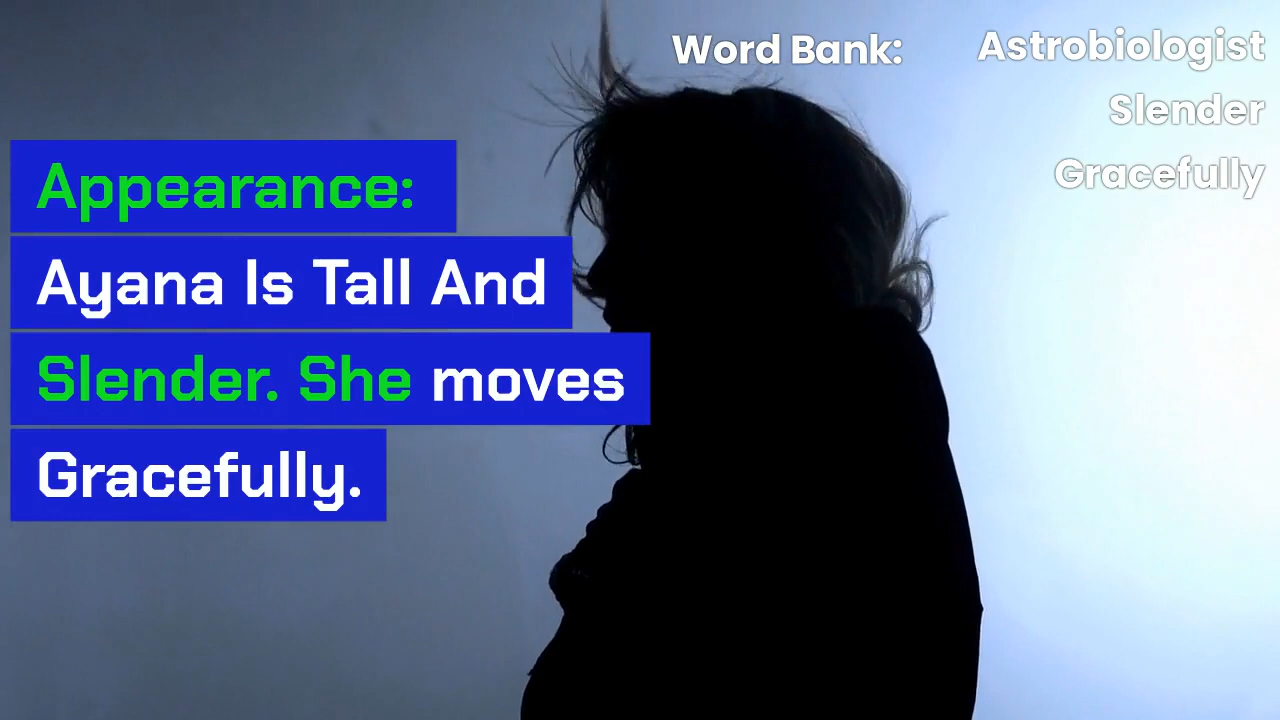 Word Bank:
Astrobiologist
Slender
Gracefully
Appearance:
Ayana Is Tall And
Slender. She moves
Gracefully.